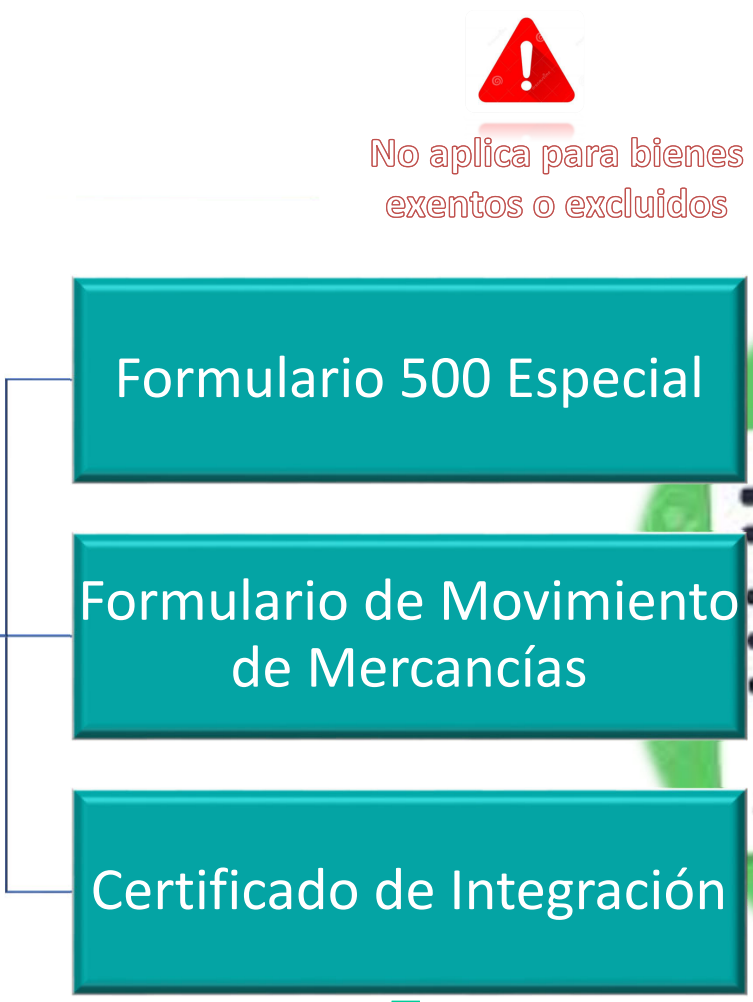 No aplica para bienes
exentos o excluidos
Formulario 500 Especial
Formulario de Movimiento
de Mercancías
Certificado de Integración